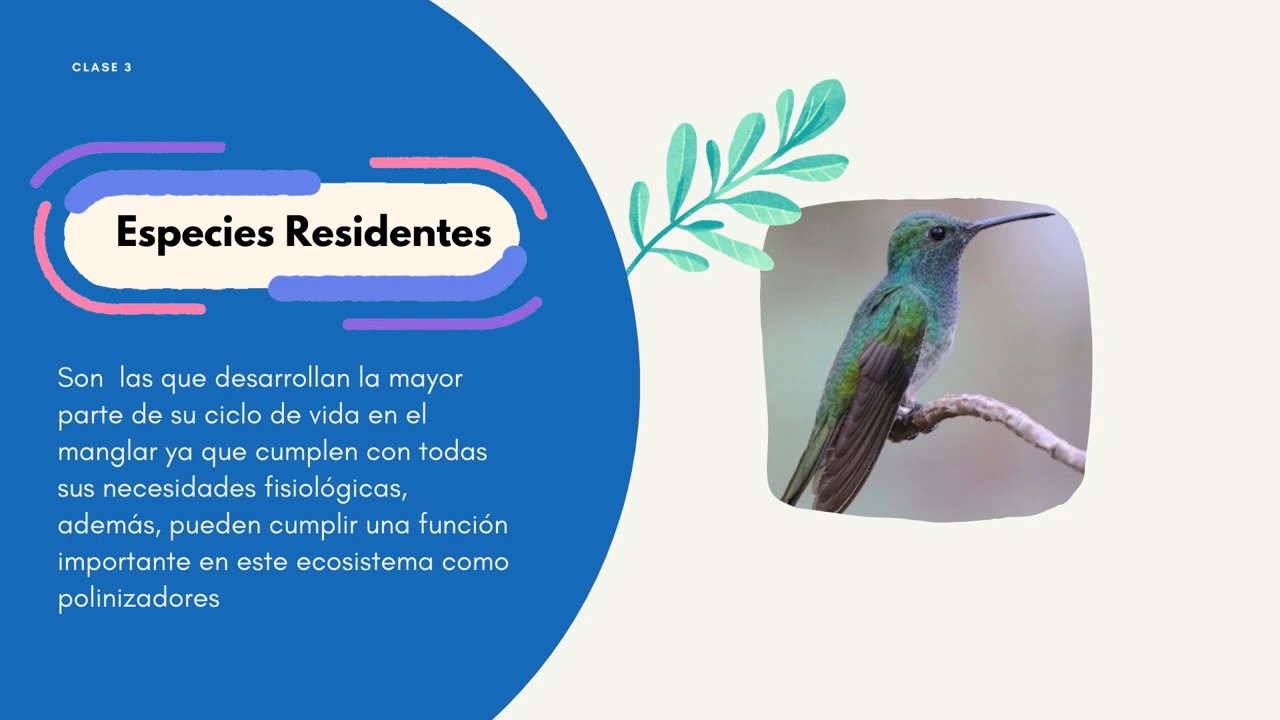 CLASE 3
Especies Residentes
Son  las que desarrollan la mayor
parte de su ciclo de vida en el
manglar ya que cumplen con todas
sus necesidades fisiológicas,
además, pueden cumplir una función
importante en este ecosistema como
polinizadores